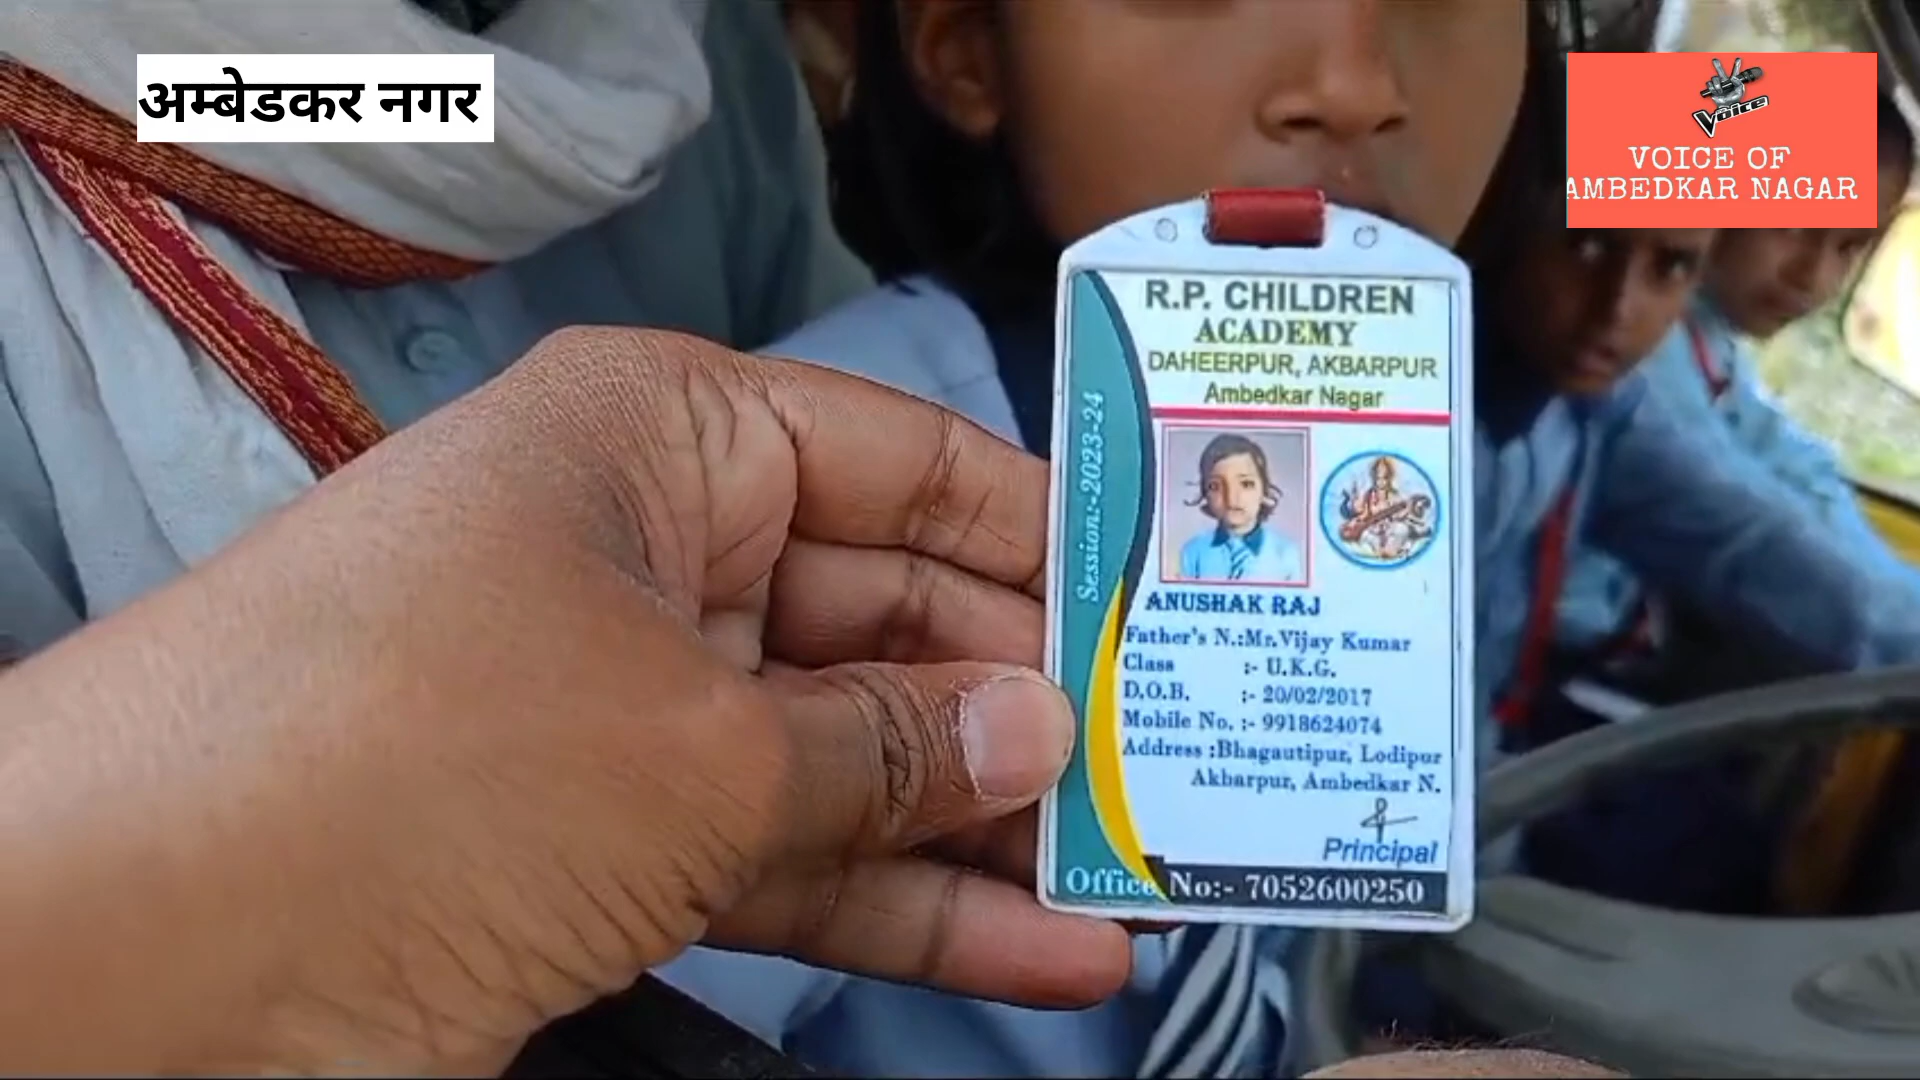 अम्बेडकर नगर
Voice
VOICE OF
AMBEDKAR NAGAR
R.P. CHILDREN
ACADEMY
DAHEERPUR, AKBARPUR
Ambedkar Nagar
Session:-2023-24
ANUSHAK RAJ
Father's N.:Mr.Vijay Kumar
Class :- U.K.G.
D.O.B. :- 20/02/2017
Mobile No. :- 9918624074
Address :Bhagautipur, Lodipur
Akbarpur, Ambedkar N.
Principal
Office No:- 7052600250